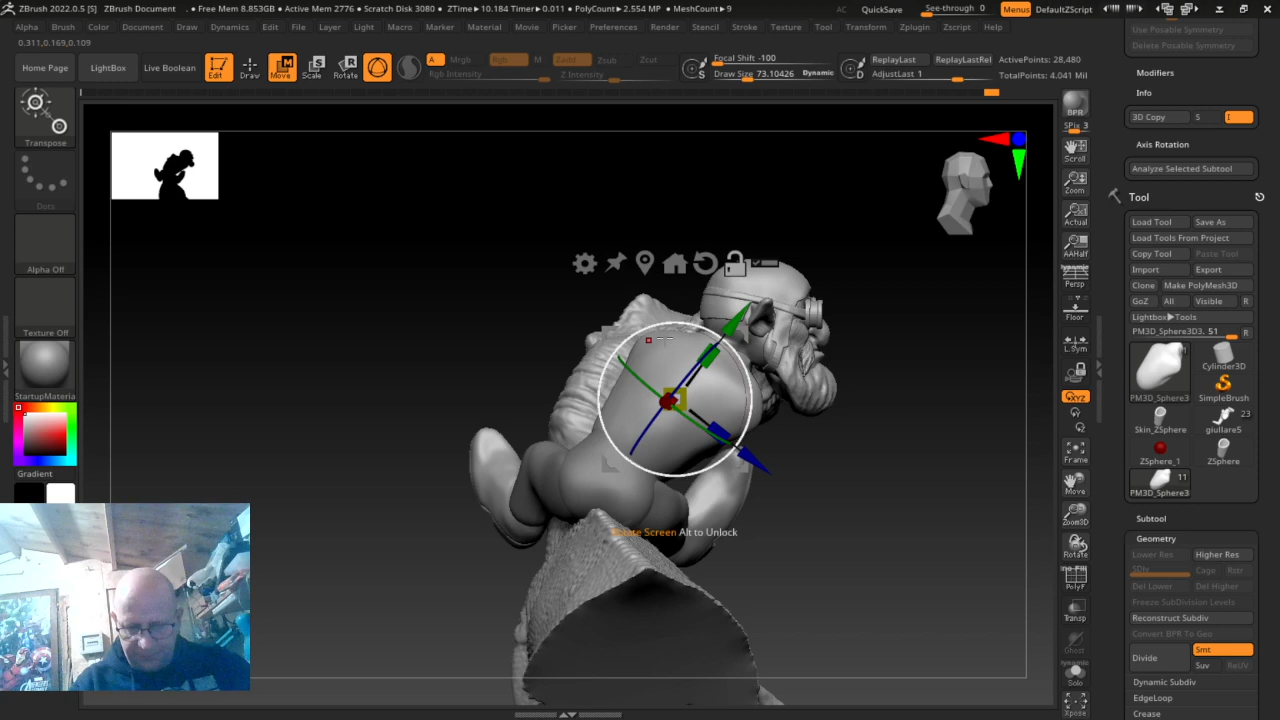 ZBrush 2022.0.5 [S] ZBrush Document • Free Mem 8.853GB • Active Mem 2776 • Scratch Disk 3080 • ZTime▸10.184 Timer▸0.011 • PolyCount▸2.554 MP • MeshCount▸9 AC QuickSave See-through 0 Menus DefaultZScript
Alpha Brush Color Document Draw Dynamics Edit File Layer Light Macro Marker Material Movie Picker Preferences Render Stencil Stroke Texture Tool Transform Zplugin Zscript Help
0.311,0.169,0.109
Home Page LightBox Live Boolean Edit Draw Move Scale Rotate A Mrgb Rgb M Zadd Zsub Zcut
Rgb Intensity Z Intensity
S Focal Shift -100
Draw Size 73.10426 Dynamic
D ReplayLast ReplayLastRel ActivePoints: 28,480
AdjustLast 1 TotalPoints: 4.041 Mil
Transpose
Dots
Alpha Off
Texture Off
StartupMateria
Gradient
Rotate Screen Alt to Unlock
BPR
SPix 3
Scroll
Zoom
Actual
AAHalf
Dynamic
Persp
Floor
L.Sym
XYZ
Y
Z
Frame
Move
Zoom3D
Rotate
PolyF
Transp
Ghost
Dynamic
Solo
Xpose
Use Posable Symmetry
Delete Posable Symmetry
Modifiers
Info
3D Copy S I
Axis Rotation
Analyze Selected Subtool
Tool
Load Tool Save As
Load Tools From Project
Copy Tool Paste Tool
Import Export
Clone Make PolyMesh3D
GoZ All Visible R
Lightbox▸Tools
PM3D_Sphere3D3. 51 R
Cylinder3D
PM3D_Sphere3 SimpleBrush
23
Skin_ZSphere giullare5
ZSphere_1 ZSphere
11
PM3D_Sphere3
Subtool
Geometry
Lower Res Higher Res
SDiv Cage Rstr
Del Lower Del Higher
Freeze SubDivision Levels
Reconstruct Subdiv
Convert BPR To Geo
Divide Smt
Suv ReUV
Dynamic Subdiv
EdgeLoop
Crease